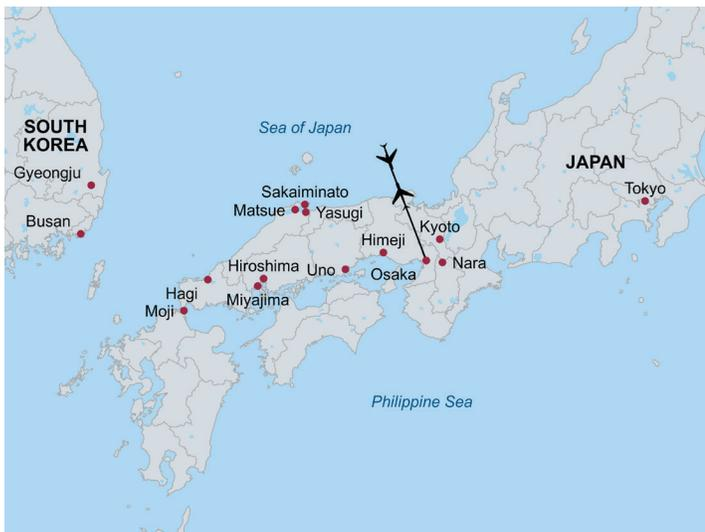 Sea of Japan
SOUTH
KOREA
JAPAN
Gyeongju
Tokyo
Sakaiminato
Matsue
Yasugi
Busan
Kyoto
Himeji
Nara
Hiroshima
Uno
Osaka
Hagi
Miyajima
Moji
Philippine Sea